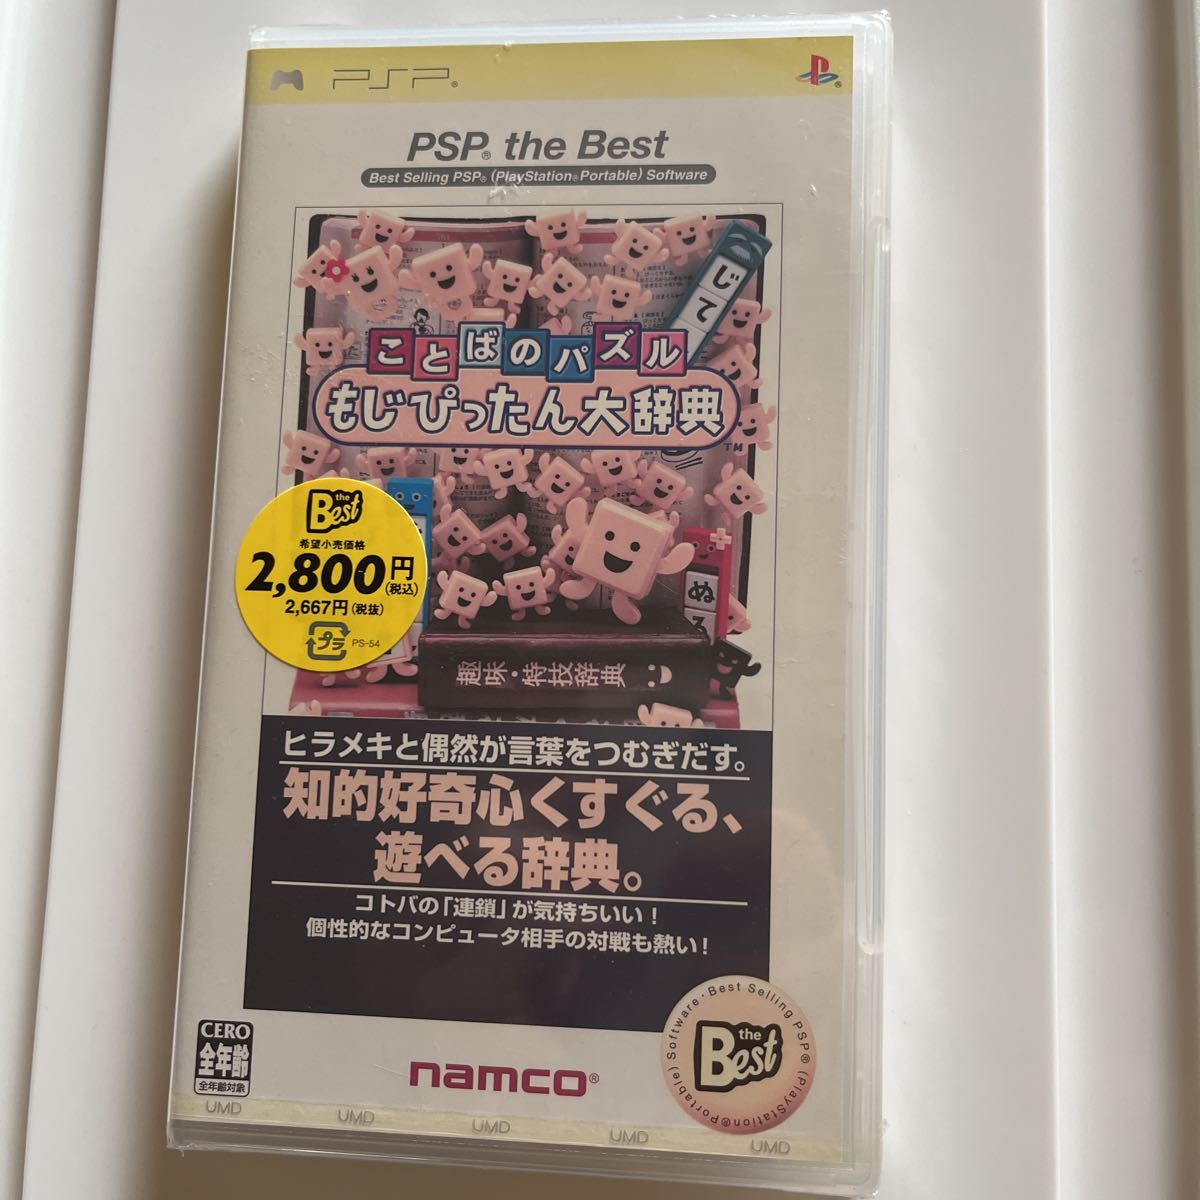 PSP®
PSP® the Best
Best Selling PSP® (PlayStation® Portable) Software
じて
ことばのパズル
もじぴったん大辞典
TM
the Best
希望小売価格
2,800円(税込)
2,667円(税抜)
プラ PS-54
ぬ
趣味・特技辞典
ヒラメキと偶然が言葉をつむぎだす。
知的好奇心くすぐる、
遊べる辞典。
コトバの「連鎖」が気持ちいい!
個性的なコンピュータ相手の対戦も熱い!
CERO
全年齢
全年齢対象
namco®
Best Selling PSP® (PlayStation®Portable) Software・
the Best
UMD UMD UMD UMD UMD